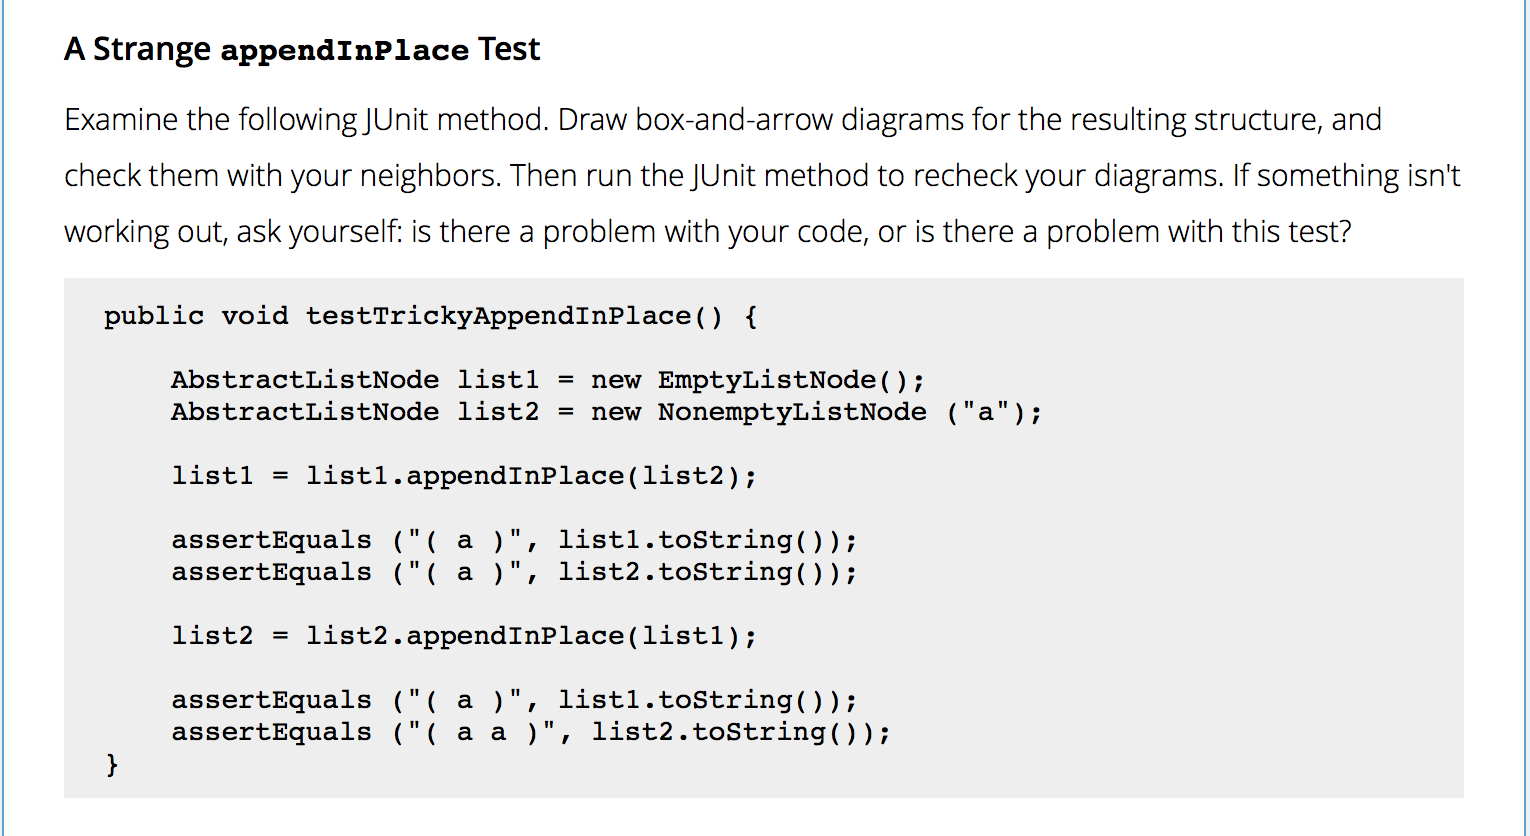 A Strange appendInPlace Test
Examine the following JUnit method. Draw box-and-arrow diagrams for the resulting structure, and
check them with your neighbors. Then run the JUnit method to recheck your diagrams. If something isn't
working out, ask yourself: is there a problem with your code, or is there a problem with this test?
public void testTrickyAppendInPlace() {
AbstractListNode list1 = new EmptyListNode();
AbstractListNode list2 = new NonemptyListNode ("a");
list1 = list1.appendInPlace(list2);
assertEquals ("( a )", list1.toString());
assertEquals ("( a )", list2.toString());
list2 = list2.appendInPlace(list1);
assertEquals ("( a )", list1.toString());
assertEquals ("( a a )", list2.toString());
}